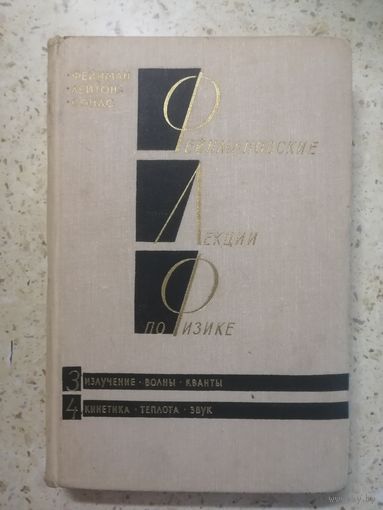 ФЕЙНМАН
ЛЕЙТОН
СЭНДС
ФЕЙНМАНОВСКИЕ
ЛЕКЦИИ
ПО ФИЗИКЕ
3 ИЗЛУЧЕНИЕ · ВОЛНЫ · КВАНТЫ
4 КИНЕТИКА · ТЕПЛОТА · ЗВУК